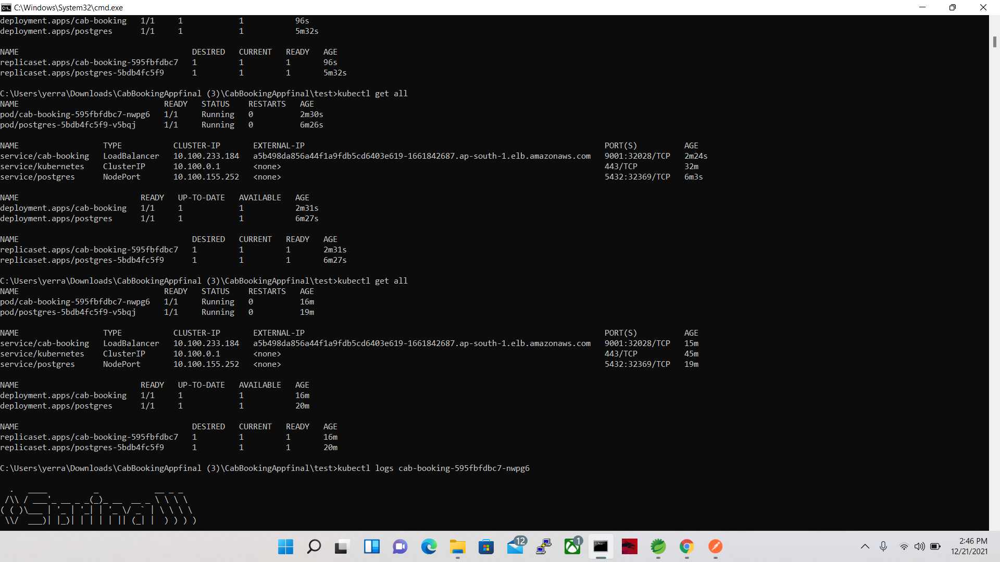 C:\Windows\System32\cmd.exe
deployment.apps/cab-booking   1/1     1            1           96s
deployment.apps/postgres      1/1     1            1           5m32s
NAME                                     DESIRED   CURRENT   READY   AGE
replicaset.apps/cab-booking-595fbfdbc7   1         1         1       96s
replicaset.apps/postgres-5bdb4fc5f9      1         1         1       5m32s
C:\Users\yerra\Downloads\CabBookingAppfinal (3)\CabBookingAppfinal\test>kubectl get all
NAME                               READY   STATUS    RESTARTS   AGE
pod/cab-booking-595fbfdbc7-nwpg6   1/1     Running   0          2m30s
pod/postgres-5bdb4fc5f9-v5bqj      1/1     Running   0          6m26s
NAME                  TYPE           CLUSTER-IP       EXTERNAL-IP                                                                PORT(S)          AGE
service/cab-booking   LoadBalancer   10.100.233.184   a5b498da856a44f1a9fdb5cd6403e619-1661842687.ap-south-1.elb.amazonaws.com   9001:32028/TCP   2m24s
service/kubernetes    ClusterIP      10.100.0.1       <none>                                                                     443/TCP          32m
service/postgres      NodePort       10.100.155.252   <none>                                                                     5432:32369/TCP   6m3s
NAME                          READY   UP-TO-DATE   AVAILABLE   AGE
deployment.apps/cab-booking   1/1     1            1           2m31s
deployment.apps/postgres      1/1     1            1           6m27s
NAME                                     DESIRED   CURRENT   READY   AGE
replicaset.apps/cab-booking-595fbfdbc7   1         1         1       2m31s
replicaset.apps/postgres-5bdb4fc5f9      1         1         1       6m27s
C:\Users\yerra\Downloads\CabBookingAppfinal (3)\CabBookingAppfinal\test>kubectl get all
NAME                               READY   STATUS    RESTARTS   AGE
pod/cab-booking-595fbfdbc7-nwpg6   1/1     Running   0          16m
pod/postgres-5bdb4fc5f9-v5bqj      1/1     Running   0          19m
NAME                  TYPE           CLUSTER-IP       EXTERNAL-IP                                                                PORT(S)          AGE
service/cab-booking   LoadBalancer   10.100.233.184   a5b498da856a44f1a9fdb5cd6403e619-1661842687.ap-south-1.elb.amazonaws.com   9001:32028/TCP   15m
service/kubernetes    ClusterIP      10.100.0.1       <none>                                                                     443/TCP          45m
service/postgres      NodePort       10.100.155.252   <none>                                                                     5432:32369/TCP   19m
NAME                          READY   UP-TO-DATE   AVAILABLE   AGE
deployment.apps/cab-booking   1/1     1            1           16m
deployment.apps/postgres      1/1     1            1           20m
NAME                                     DESIRED   CURRENT   READY   AGE
replicaset.apps/cab-booking-595fbfdbc7   1         1         1       16m
replicaset.apps/postgres-5bdb4fc5f9      1         1         1       20m
C:\Users\yerra\Downloads\CabBookingAppfinal (3)\CabBookingAppfinal\test>kubectl logs cab-booking-595fbfdbc7-nwpg6
  .   ____          _            __ _ _
 /\\ / ___'_ __ _ _(_)_ __  __ _ \ \ \ \
( ( )\___ | '_ | '_| | '_ \/ _` | \ \ \ \
 \\/  ___)| |_)| | | | | || (_| |  ) ) ) )
12
1
2:46 PM
12/21/2021